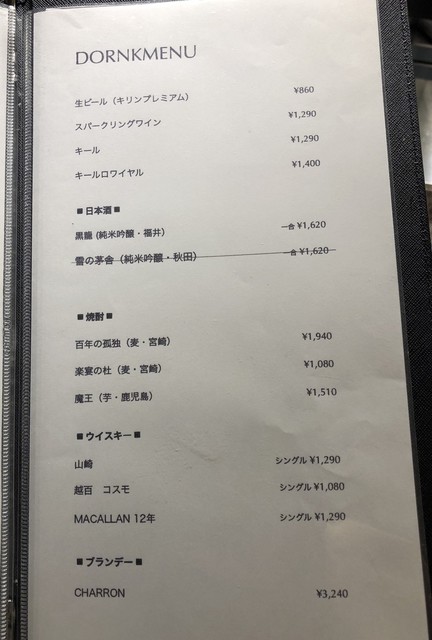 DORNKMENU
生ビール（キリンプレミアム） ¥860
スパークリングワイン ¥1,290
キール ¥1,290
キールロワイヤル ¥1,400
■日本酒■
黒龍 (純米吟醸・福井） 一合 ¥1,620
雪の茅舎（純米吟醸・秋田） 一合 ¥1,620
■焼酎■
百年の孤独（麦・宮崎） ¥1,940
楽宴の杜（麦・宮崎） ¥1,080
魔王（芋・鹿児島） ¥1,510
■ウイスキー■
山崎 シングル ¥1,290
越百　コスモ シングル ¥1,080
MACALLAN 12年 シングル ¥1,290
■ブランデー■
CHARRON ¥3,240